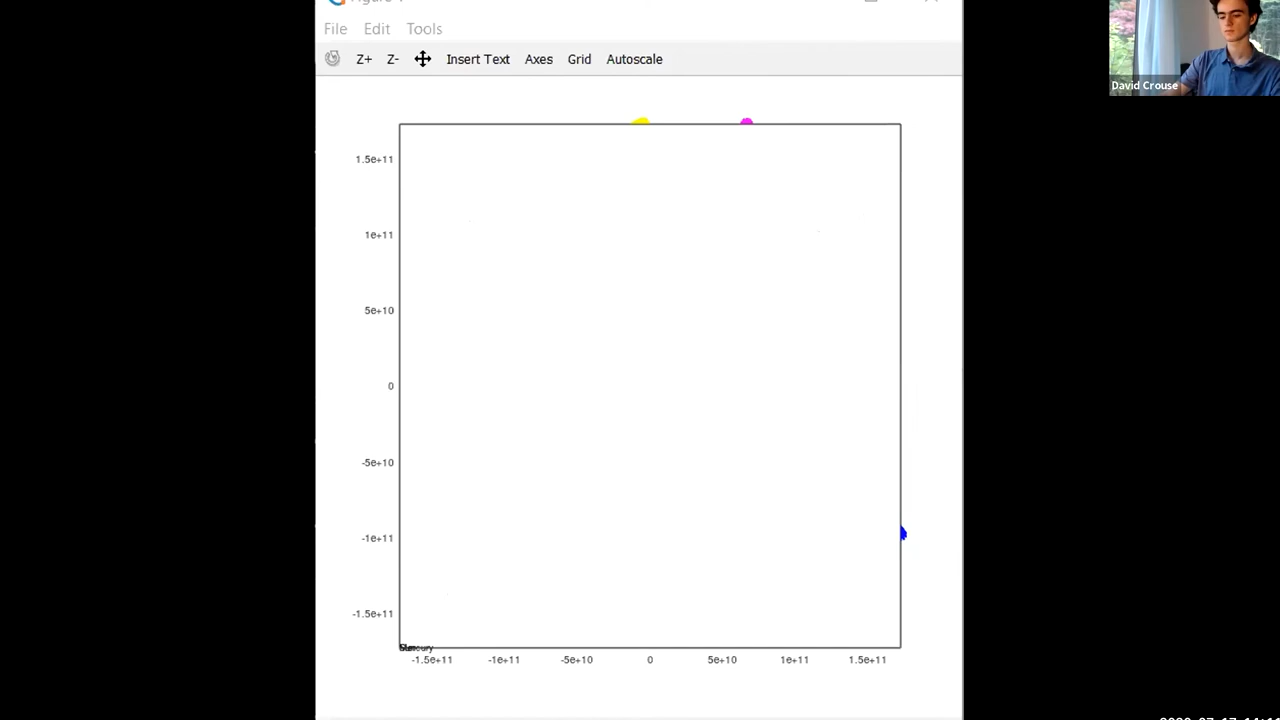 File Edit Tools
Z+ Z- Insert Text Axes Grid Autoscale
David Crouse
1.5e+11
1e+11
5e+10
0
-5e+10
-1e+11
-1.5e+11
-1.5e+11 -1e+11 -5e+10 0 5e+10 1e+11 1.5e+11